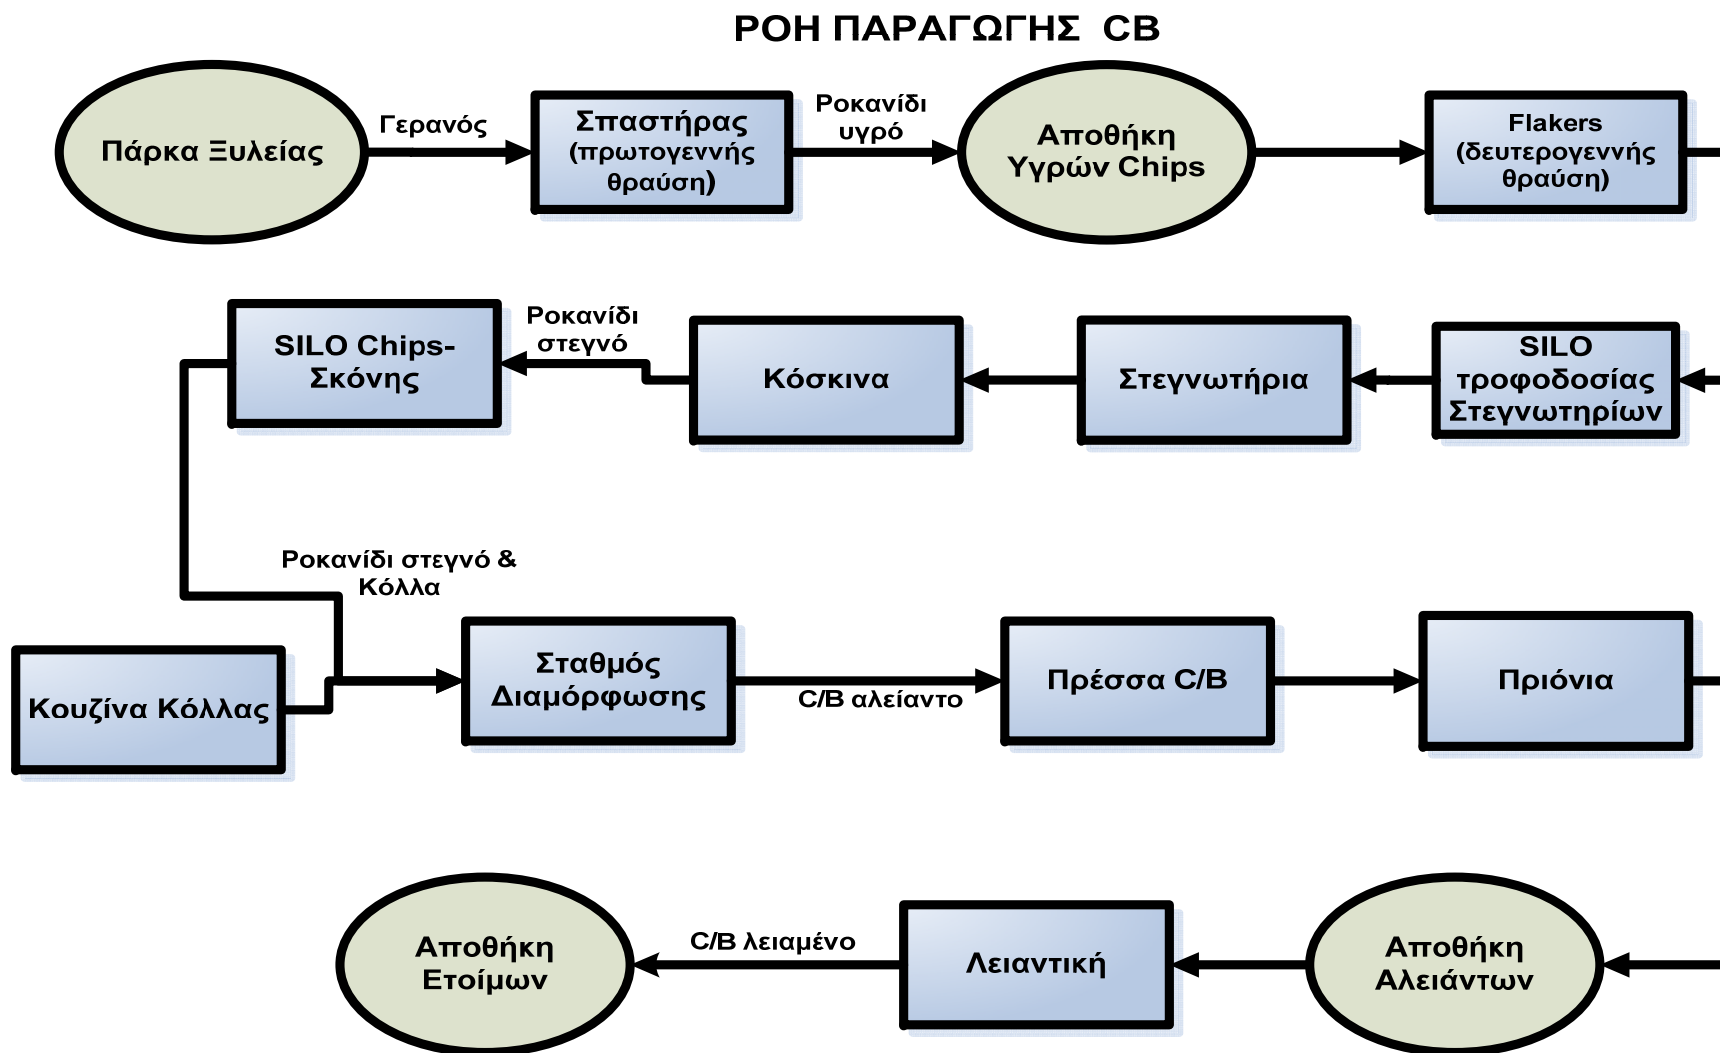 ΡΟΗ ΠΑΡΑΓΩΓΗΣ CB
Πάρκα Ξυλείας
Γερανός
Σπαστήρας
(πρωτογεννής
θραύση)
Ροκανίδι
υγρό
Αποθήκη
Υγρών Chips
Flakers
(δευτερογεννής
θραύση)
SILO Chips-
Σκόνης
Ροκανίδι
στεγνό
Κόσκινα
Στεγνωτήρια
SILO
τροφοδοσίας
Στεγνωτηρίων
Ροκανίδι στεγνό &
Κόλλα
Κουζίνα Κόλλας
Σταθμός
Διαμόρφωσης
C/B αλείαντο
Πρέσσα C/B
Πριόνια
Αποθήκη
Ετοίμων
C/B λειαμένο
Λειαντική
Αποθήκη
Αλειάντων